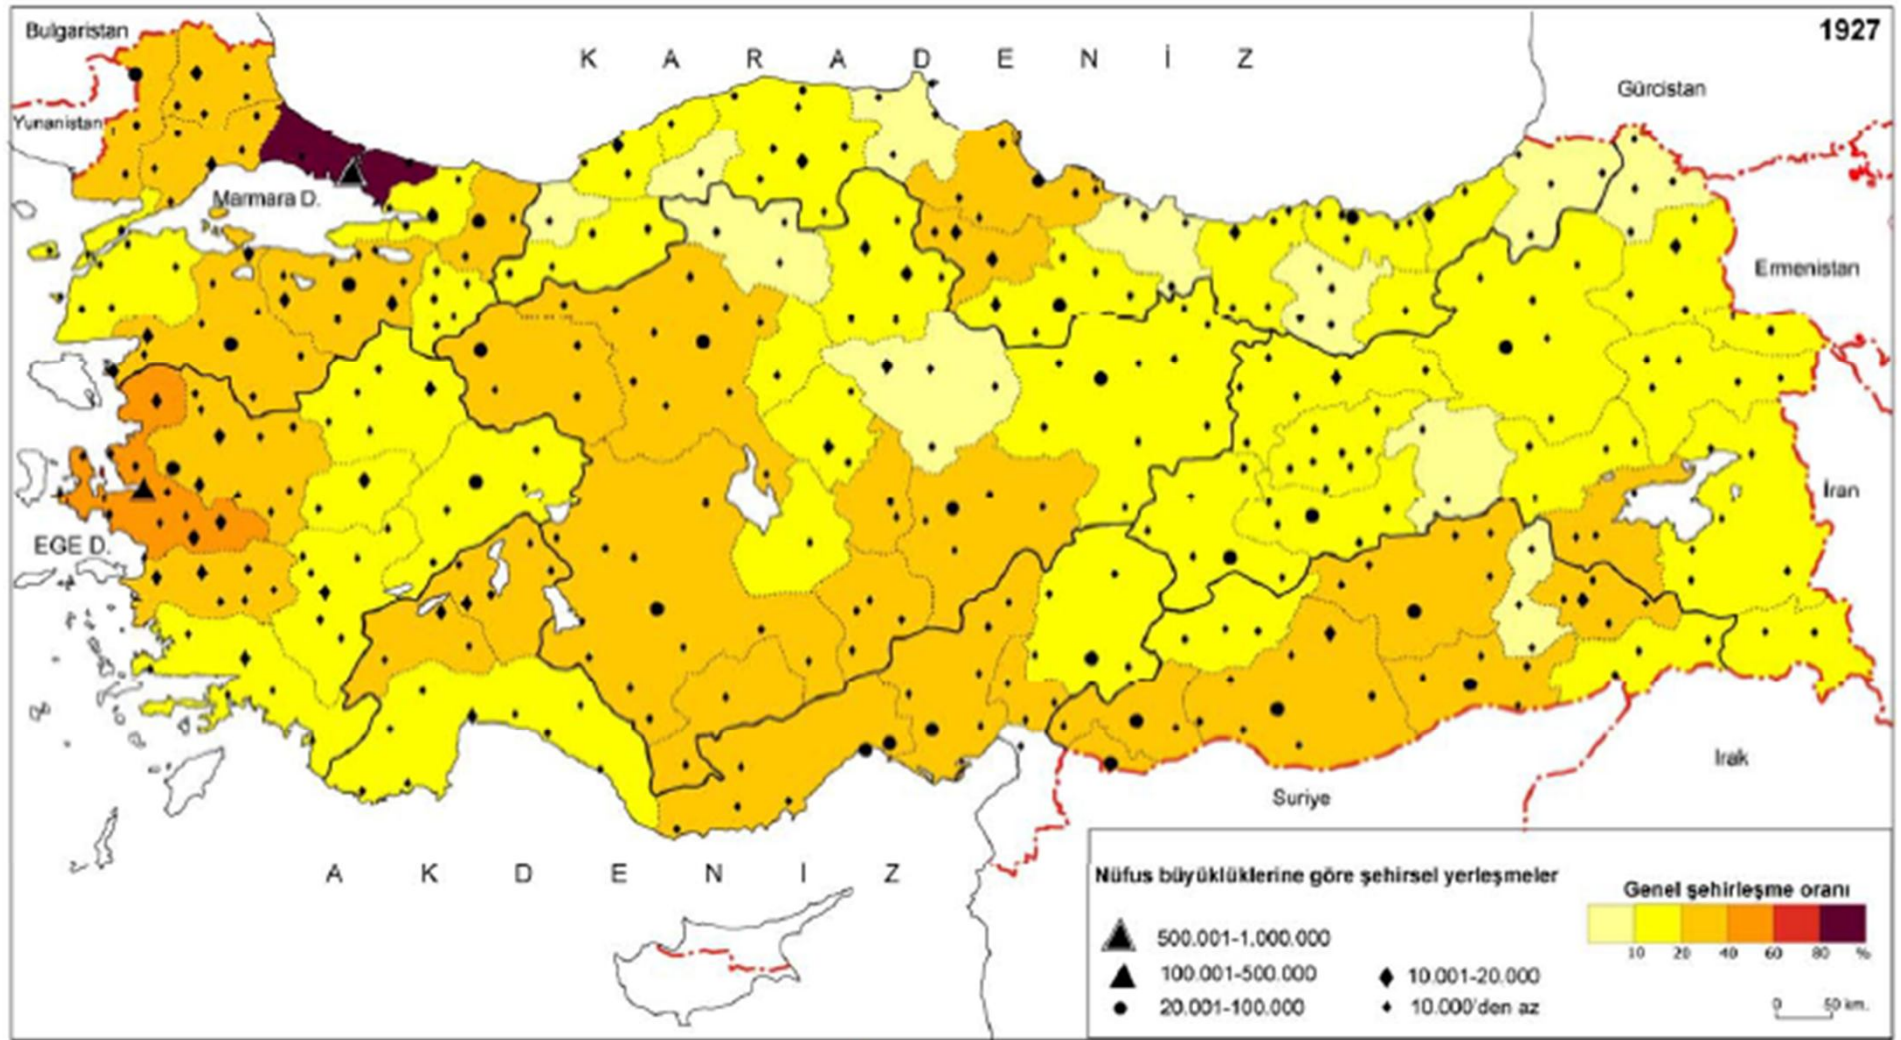 Bulgaristan
1927
K A R A D E N İ Z
Gürcistan
Yunanistan
Marmara D.
Ermenistan
İran
EGE D.
Irak
Suriye
A K D E N İ Z
Nüfus büyüklüklerine göre şehirsel yerleşmeler
Genel şehirleşme oranı
500.001-1.000.000
10 20 40 60 80 %
100.001-500.000
10.001-20.000
20.001-100.000
10.000'den az
0 50 km.